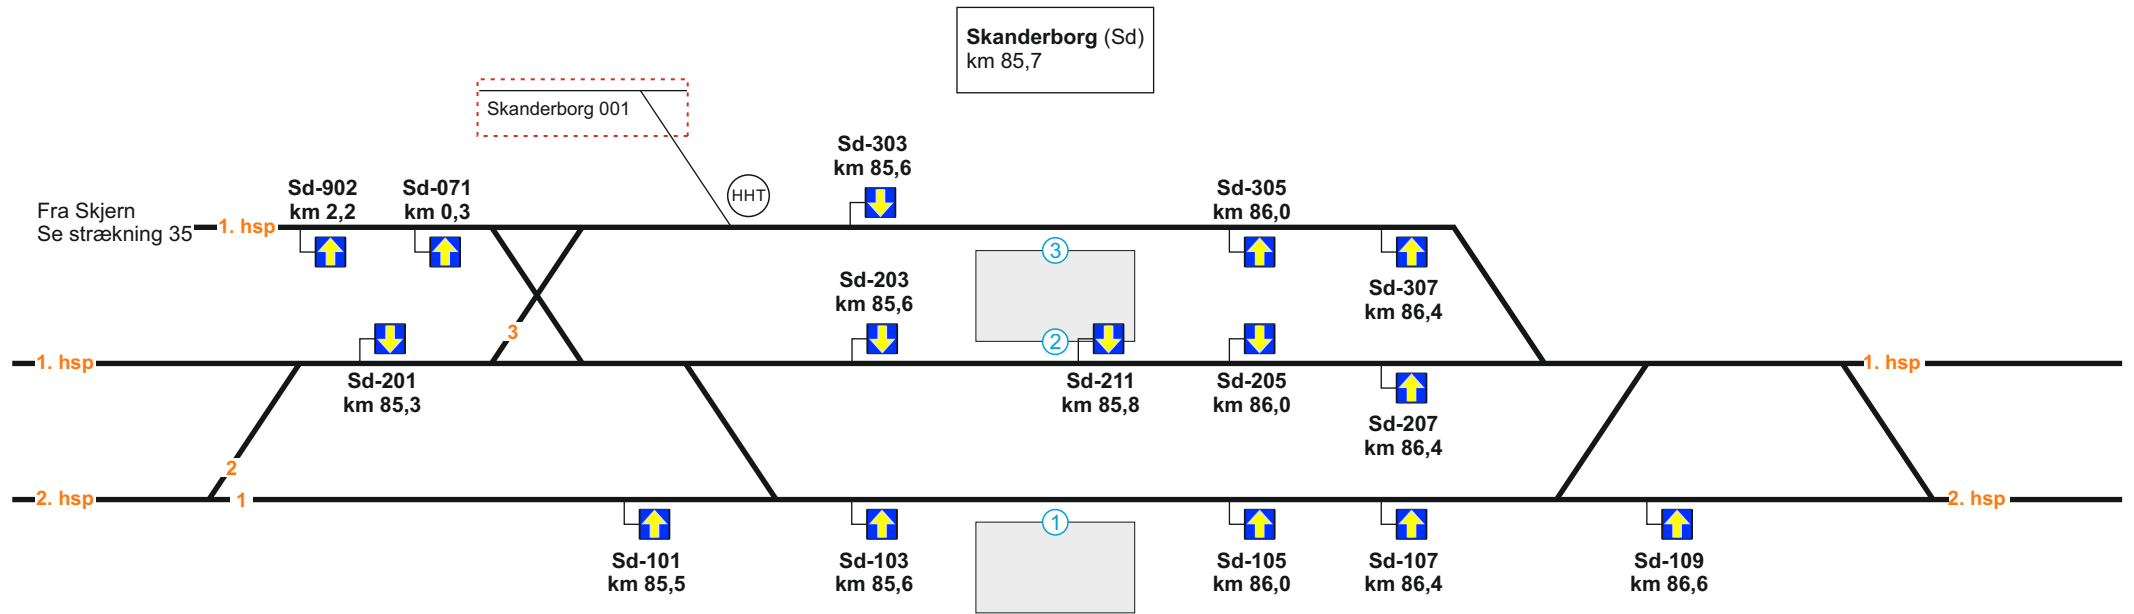 Skanderborg (Sd)
km 85,7
Skanderborg 001
HHT
Sd-303
km 85,6
Sd-902
km 2,2
Sd-071
km 0,3
Sd-305
km 86,0
Fra Skjern
Se strækning 35
1. hsp
3
Sd-307
km 86,4
Sd-203
km 85,6
3
2
1. hsp
1. hsp
Sd-201
km 85,3
Sd-211
km 85,8
Sd-205
km 86,0
Sd-207
km 86,4
2
2. hsp
1
2. hsp
1
Sd-101
km 85,5
Sd-103
km 85,6
Sd-105
km 86,0
Sd-107
km 86,4
Sd-109
km 86,6